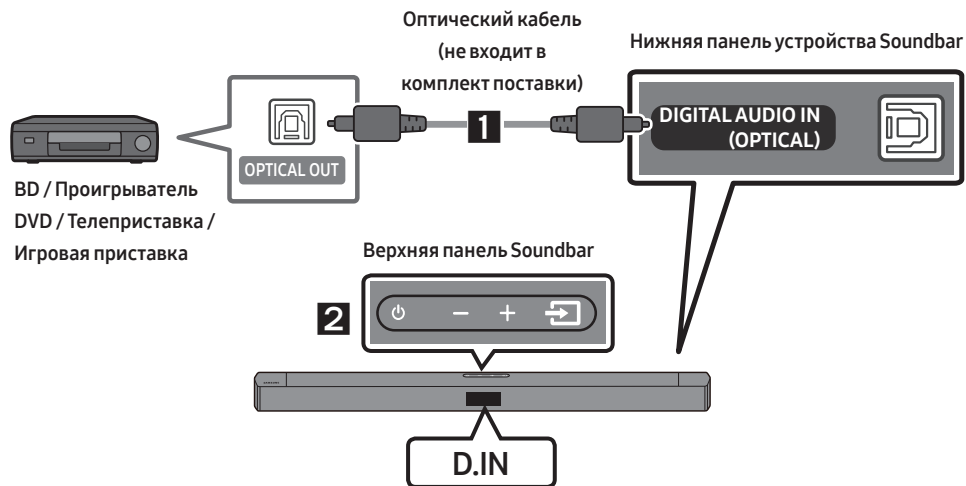 Оптический кабель
(не входит в
комплект поставки)
Нижняя панель устройства Soundbar
1
DIGITAL AUDIO IN
(OPTICAL)
OPTICAL OUT
BD / Проигрыватель
DVD / Телеприставка /
Игровая приставка
Верхняя панель Soundbar
2
D.IN